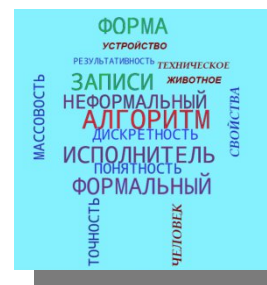 ФОРМА
УСТРОЙСТВО
РЕЗУЛЬТАТИВНОСТЬ ТЕХНИЧЕСКОЕ
ЗАПИСИ ЖИВОТНОЕ
НЕФОРМАЛЬНЫЙ
АЛГОРИТМ
ДИСКРЕТНОСТЬ
ИСПОЛНИТЕЛЬ
ПОНЯТНОСТЬ
ФОРМАЛЬНЫЙ
МАССОВОСТЬ
СВОЙСТВА
ТОЧНОСТЬ
ЧЕЛОВЕК